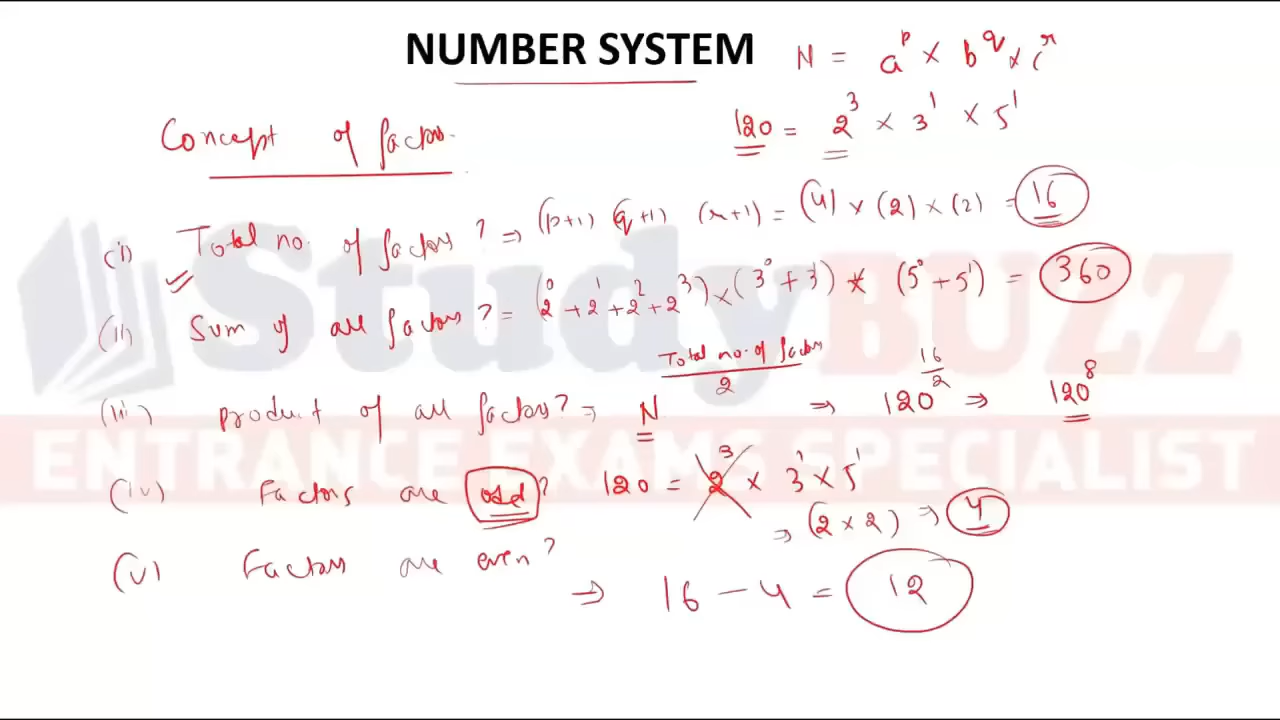 NUMBER SYSTEM
N = a^p × b^q × c^r
120 = 2^3 × 3^1 × 5^1
Concept of factors.
(i) Total no. of factors? ⇒ (p+1) (q+1) (r+1) = (4) × (2) × (2) = 16
(ii) Sum of all factors? = (2^0 + 2^1 + 2^2 + 2^3) × (3^0 + 3^1) * (5^0 + 5^1) = 360
(iii) Product of all factors? ⇒ N^(Total no. of factors/2) ⇒ 120^(16/2) ⇒ 120^8
(iv) Factors are odd? 120 = 2^3 × 3^1 × 5^1
⇒ (2 × 2) ⇒ 4
(v) Factors are even?
⇒ 16 - 4 = 12
StudyBUZZ
ENTRANCE EXAMS SPECIALIST